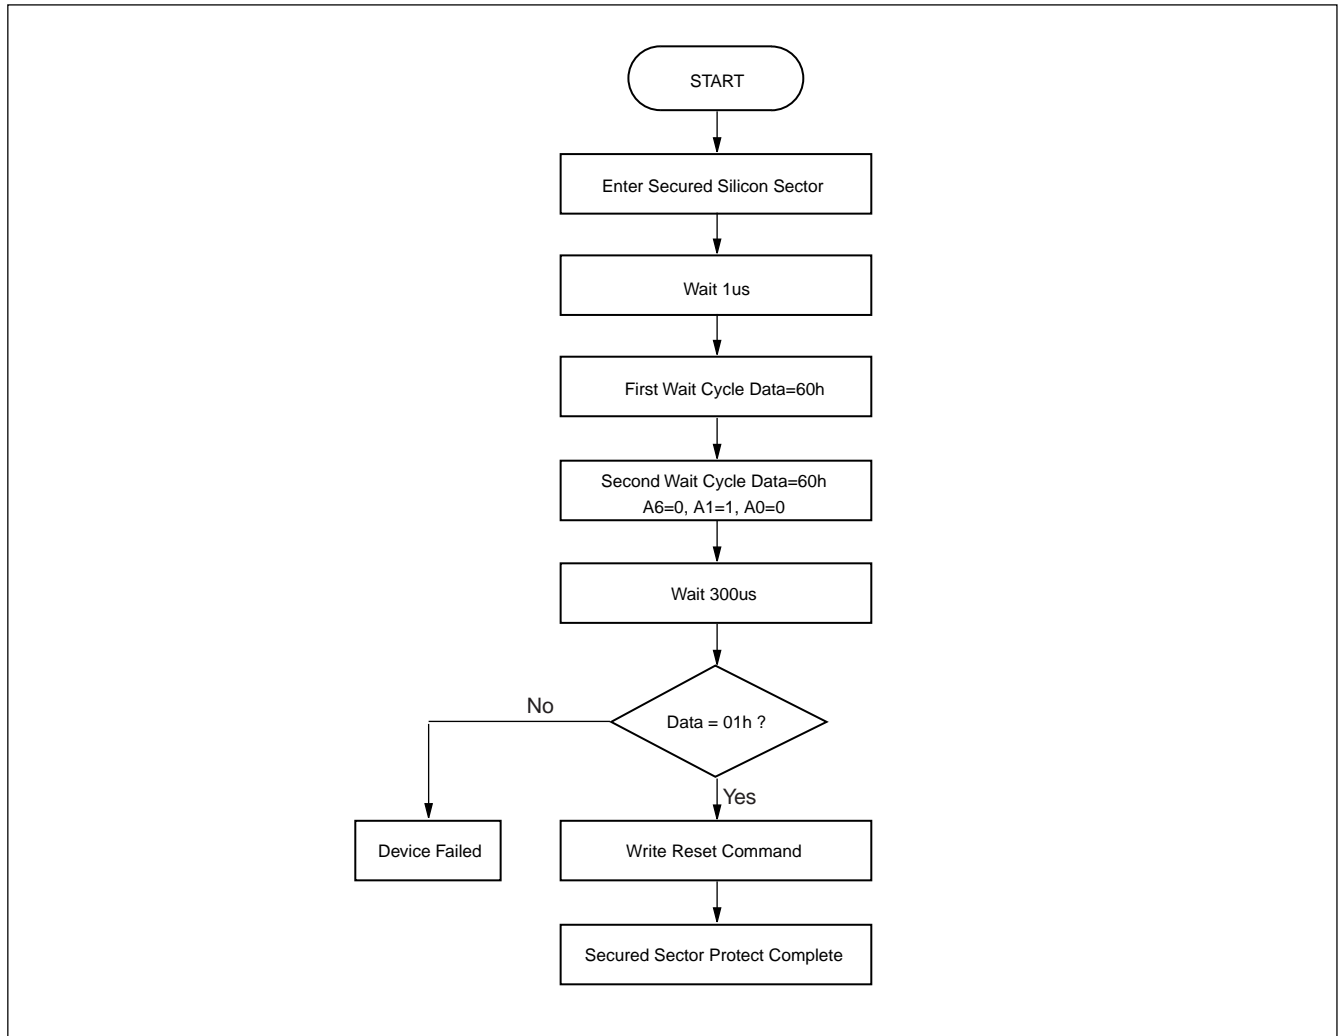 START
Enter Secured Silicon Sector
Wait 1us
First Wait Cycle Data=60h
Second Wait Cycle Data=60h
A6=0, A1=1, A0=0
Wait 300us
Data = 01h ?
No
Yes
Device Failed
Write Reset Command
Secured Sector Protect Complete